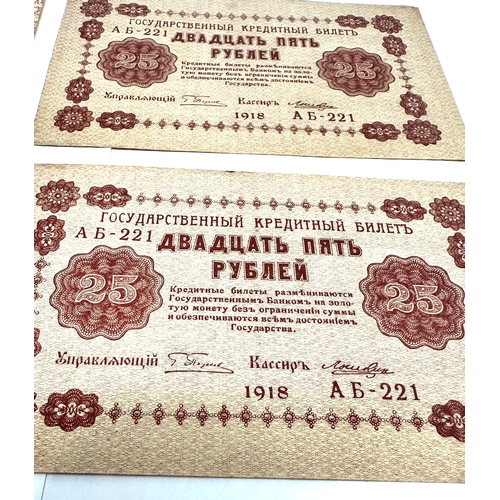 ГОСУДАРСТВЕННЫЙ КРЕДИТНЫЙ БИЛЕТЪ
АБ-221 ДВАДЦАТЬ ПЯТЬ
РУБЛЕЙ
25 25
Кредитные билеты размѣниваются
Государственнымъ Банкомъ на золо-
тую монету безъ ограниченія суммы
и обезпечиваются всѣмъ достояніемъ
Государства.
Управляющій Кассиръ
1918 АБ-221
ГОСУДАРСТВЕННЫЙ КРЕДИТНЫЙ БИЛЕТЪ
АБ-221 ДВАДЦАТЬ ПЯТЬ
РУБЛЕЙ
25 25
Кредитные билеты размѣниваются
Государственнымъ Банкомъ на золо-
тую монету безъ ограниченія суммы
и обезпечиваются всѣмъ достояніемъ
Государства.
Управляющій Кассиръ
1918 АБ-221